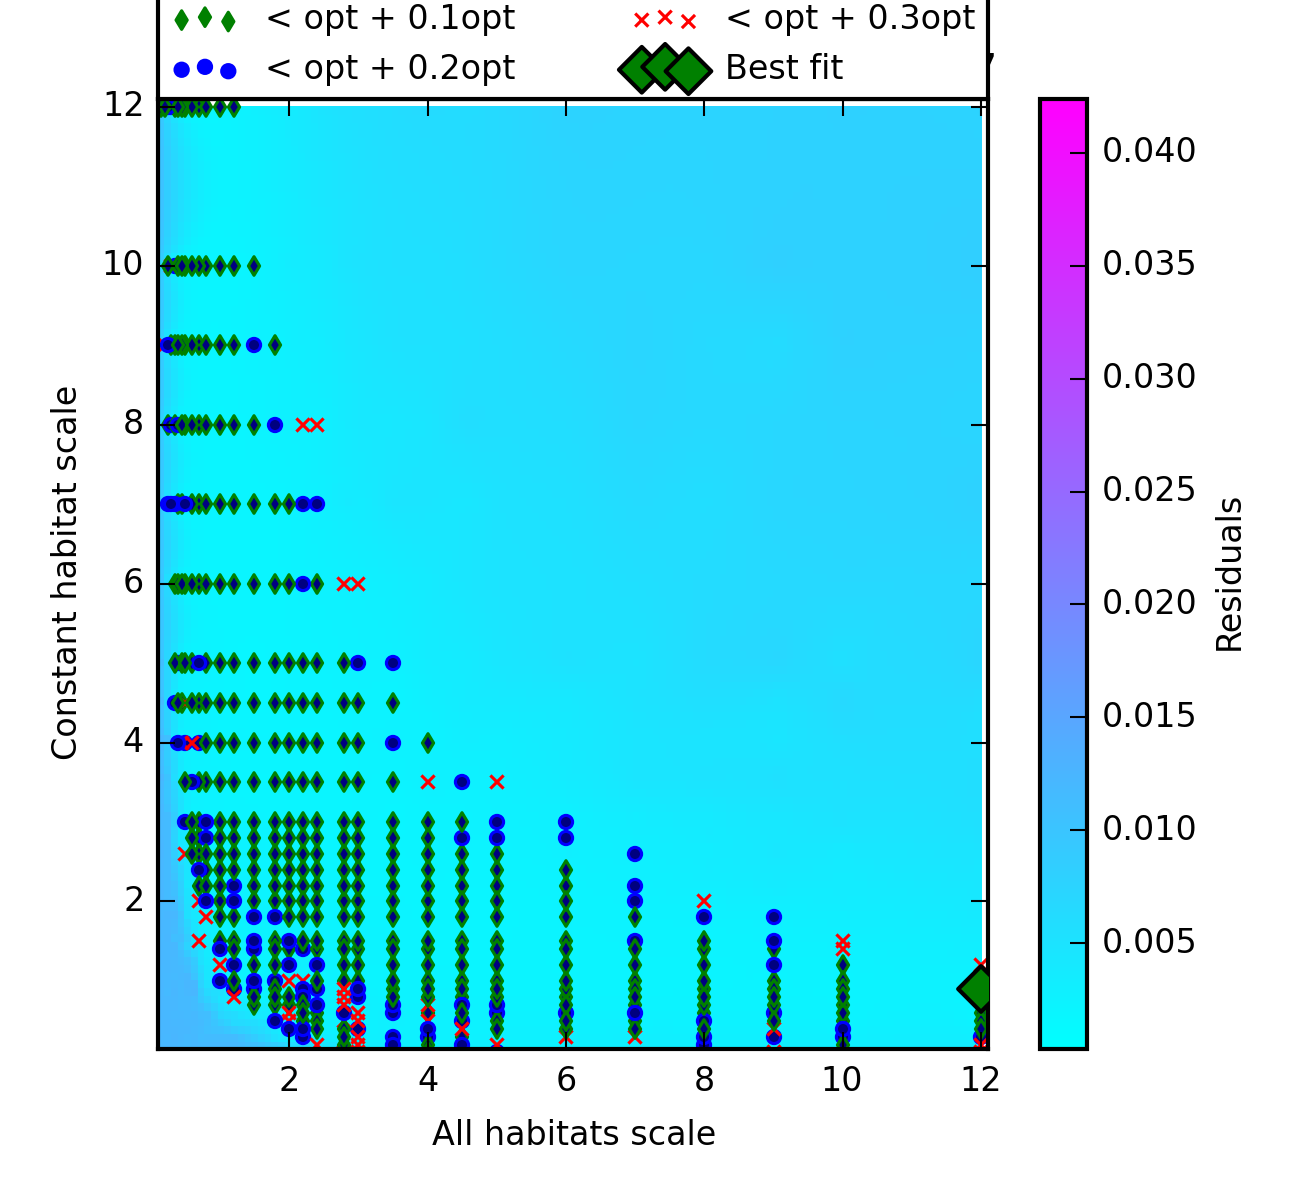 < opt + 0.1opt
< opt + 0.3opt
< opt + 0.2opt
Best fit
12
10
8
6
4
2
Constant habitat scale
2 4 6 8 10 12
All habitats scale
0.040
0.035
0.030
0.025
0.020
0.015
0.010
0.005
Residuals